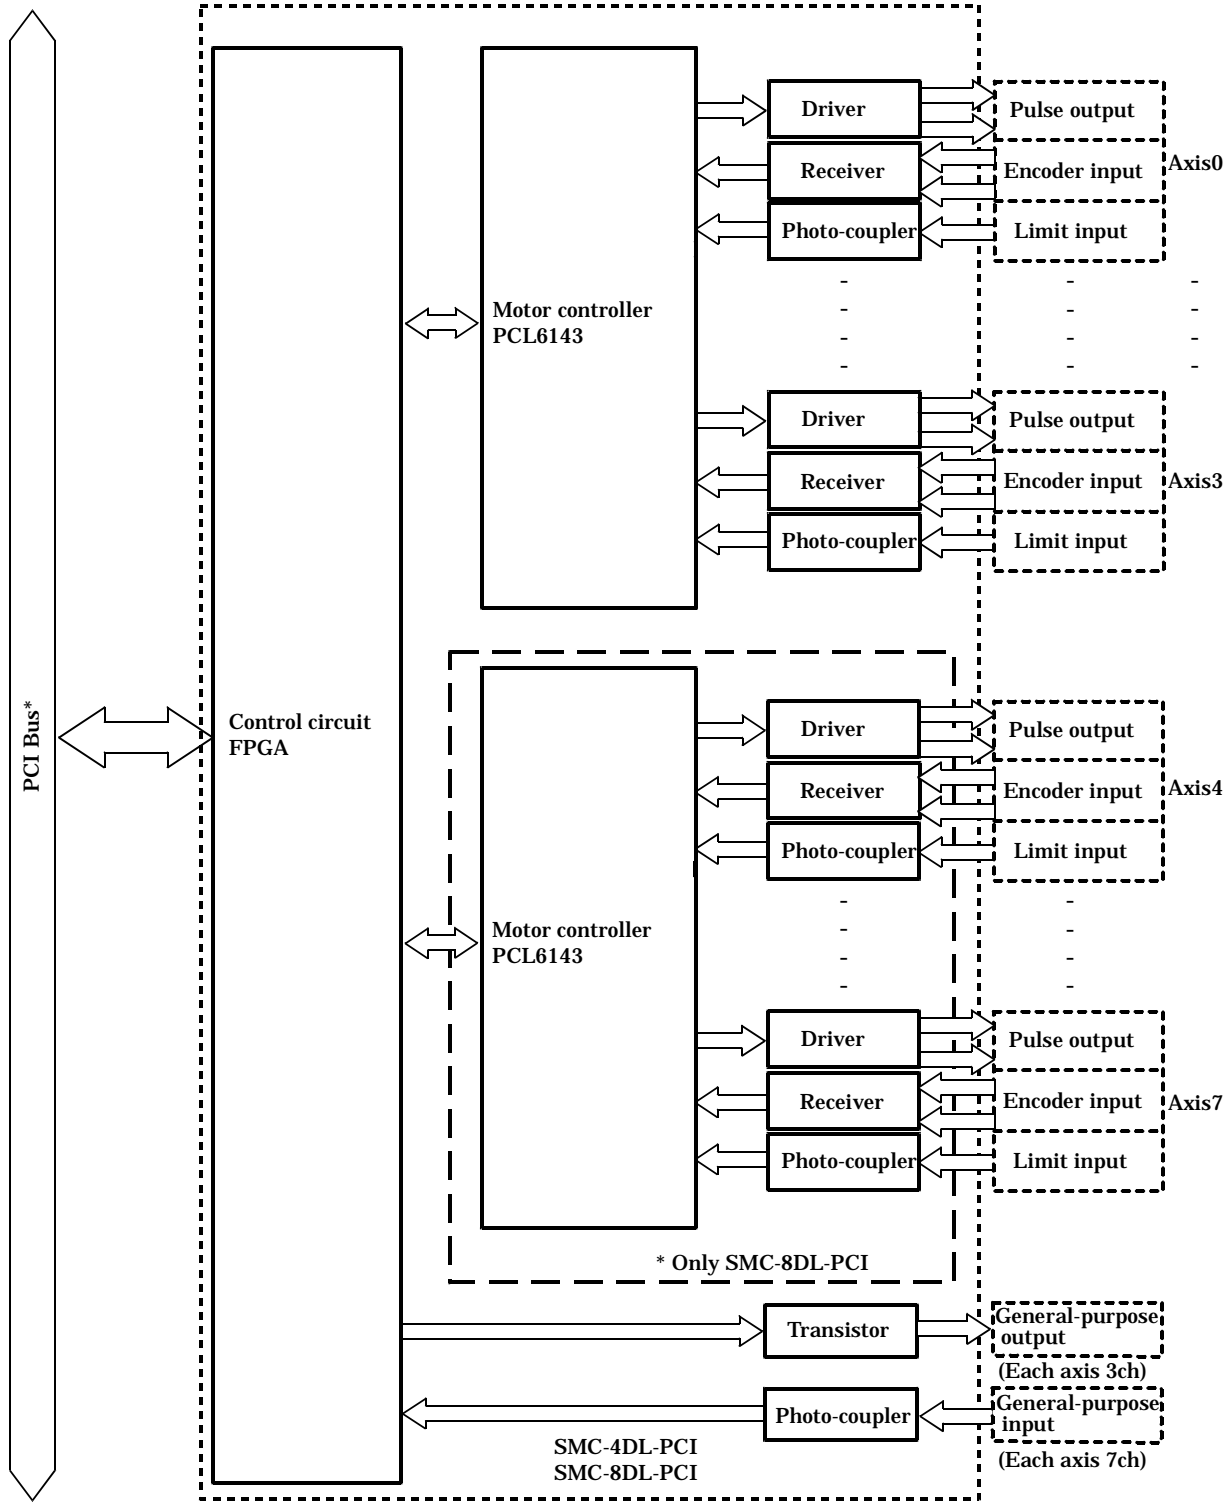 PCI Bus*
Control circuit
FPGA
Motor controller
PCL6143
Driver
Receiver
Photo-coupler
Pulse output
Encoder input
Limit input
Axis0
Driver
Receiver
Photo-coupler
Pulse output
Encoder input
Limit input
Axis3
Motor controller
PCL6143
Driver
Receiver
Photo-coupler
Pulse output
Encoder input
Limit input
Axis4
Driver
Receiver
Photo-coupler
Pulse output
Encoder input
Limit input
Axis7
* Only SMC-8DL-PCI
Transistor
General-purpose
output
(Each axis 3ch)
Photo-coupler
General-purpose
input
(Each axis 7ch)
SMC-4DL-PCI
SMC-8DL-PCI